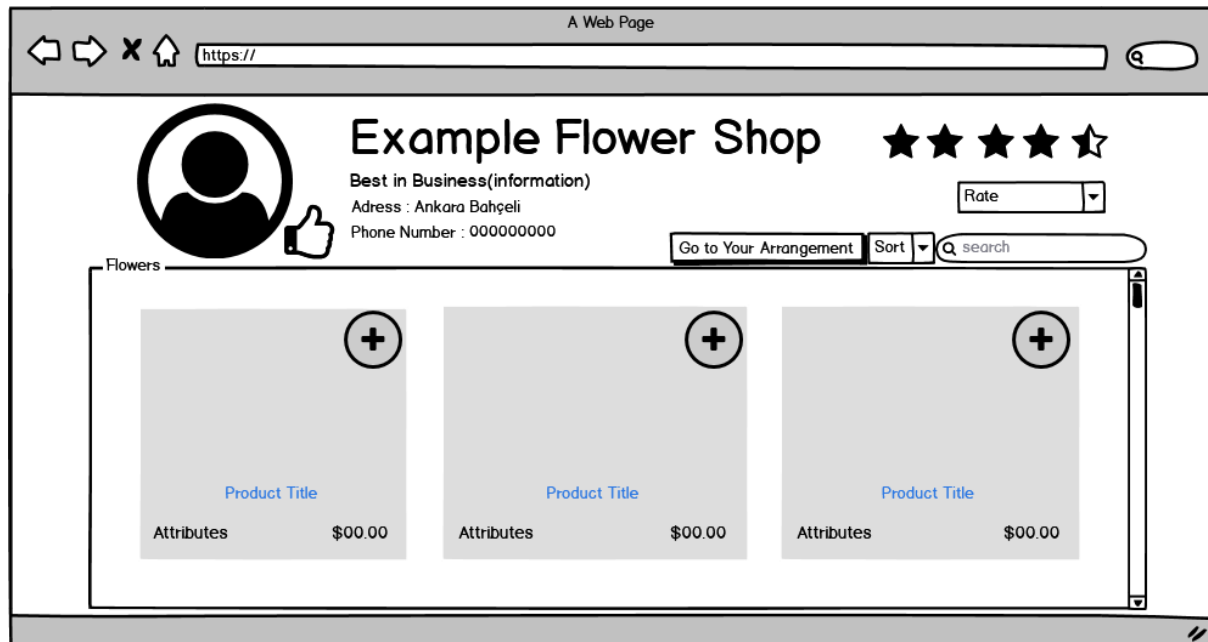 A Web Page
https://
Example Flower Shop
Best in Business(information)
Adress : Ankara Bahçeli
Phone Number : 000000000
Rate
Go to Your Arrangement
Sort
search
Flowers
Product Title
Attributes
$00.00
Product Title
Attributes
$00.00
Product Title
Attributes
$00.00